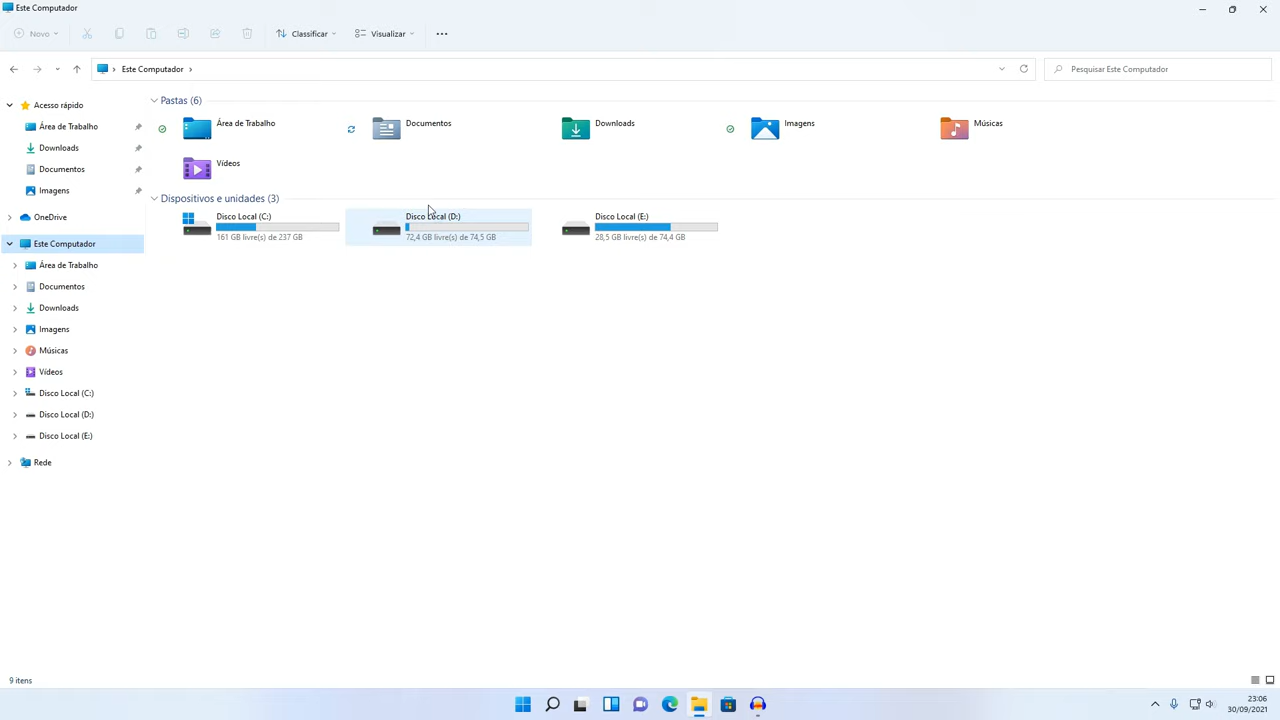 Este Computador
Novo
Classificar
Visualizar
Este Computador
Pesquisar Este Computador
Acesso rápido
Área de Trabalho
Downloads
Documentos
Imagens
OneDrive
Este Computador
Área de Trabalho
Documentos
Downloads
Imagens
Músicas
Vídeos
Disco Local (C:)
Disco Local (D:)
Disco Local (E:)
Rede
Pastas (6)
Área de Trabalho
Documentos
Downloads
Imagens
Músicas
Vídeos
Dispositivos e unidades (3)
Disco Local (C:)
161 GB livre(s) de 237 GB
Disco Local (D:)
72,4 GB livre(s) de 74,5 GB
Disco Local (E:)
28,5 GB livre(s) de 74,4 GB
9 itens
23:06
30/09/2021